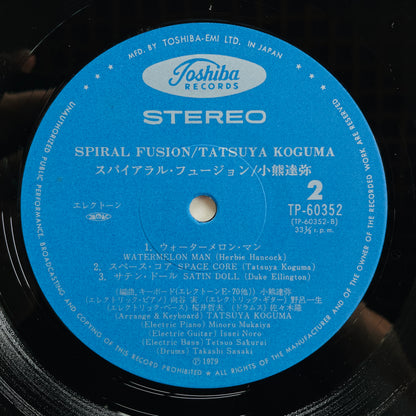 MFD. BY TOSHIBA-EMI LTD. IN JAPAN
Toshiba
RECORDS
STEREO
SPIRAL FUSION/TATSUYA KOGUMA
スパイアラル・フュージョン/小熊達弥
エレクトーン
2
TP-60352
(TP-60352-B)
33⅓ r.p.m.
1. ウォーターメロン・マン
WATERMELON MAN (Herbie Hancock)
2. スペース・コア SPACE CORE (Tatsuya Koguma)
3. サテン・ドール SATIN DOLL (Duke Ellington)
(編曲、キーボード(エレクトーンE-70他)) 小熊達弥
(エレクトリック・ピアノ) 向谷 実 (エレクトリック・ギター) 野呂一生
(エレクトリック・ベース) 桜井哲夫 (ドラムス) 佐々木隆
(Arrange & Keyboard) TATSUYA KOGUMA
(Electric Piano) Minoru Mukaiya
(Electric Guitar) Issei Noro
(Electric Bass) Tetsuo Sakurai
(Drums) Takashi Sasaki
Ⓟ 1979
UNAUTHORIZED PUBLIC PERFORMANCE, BROADCASTING AND COPYING OF THIS RECORD PROHIBITED ★ ALL RIGHTS OF THE MANUFACTURER AND OF THE OWNER OF THE RECORDED WORK ARE RESERVED